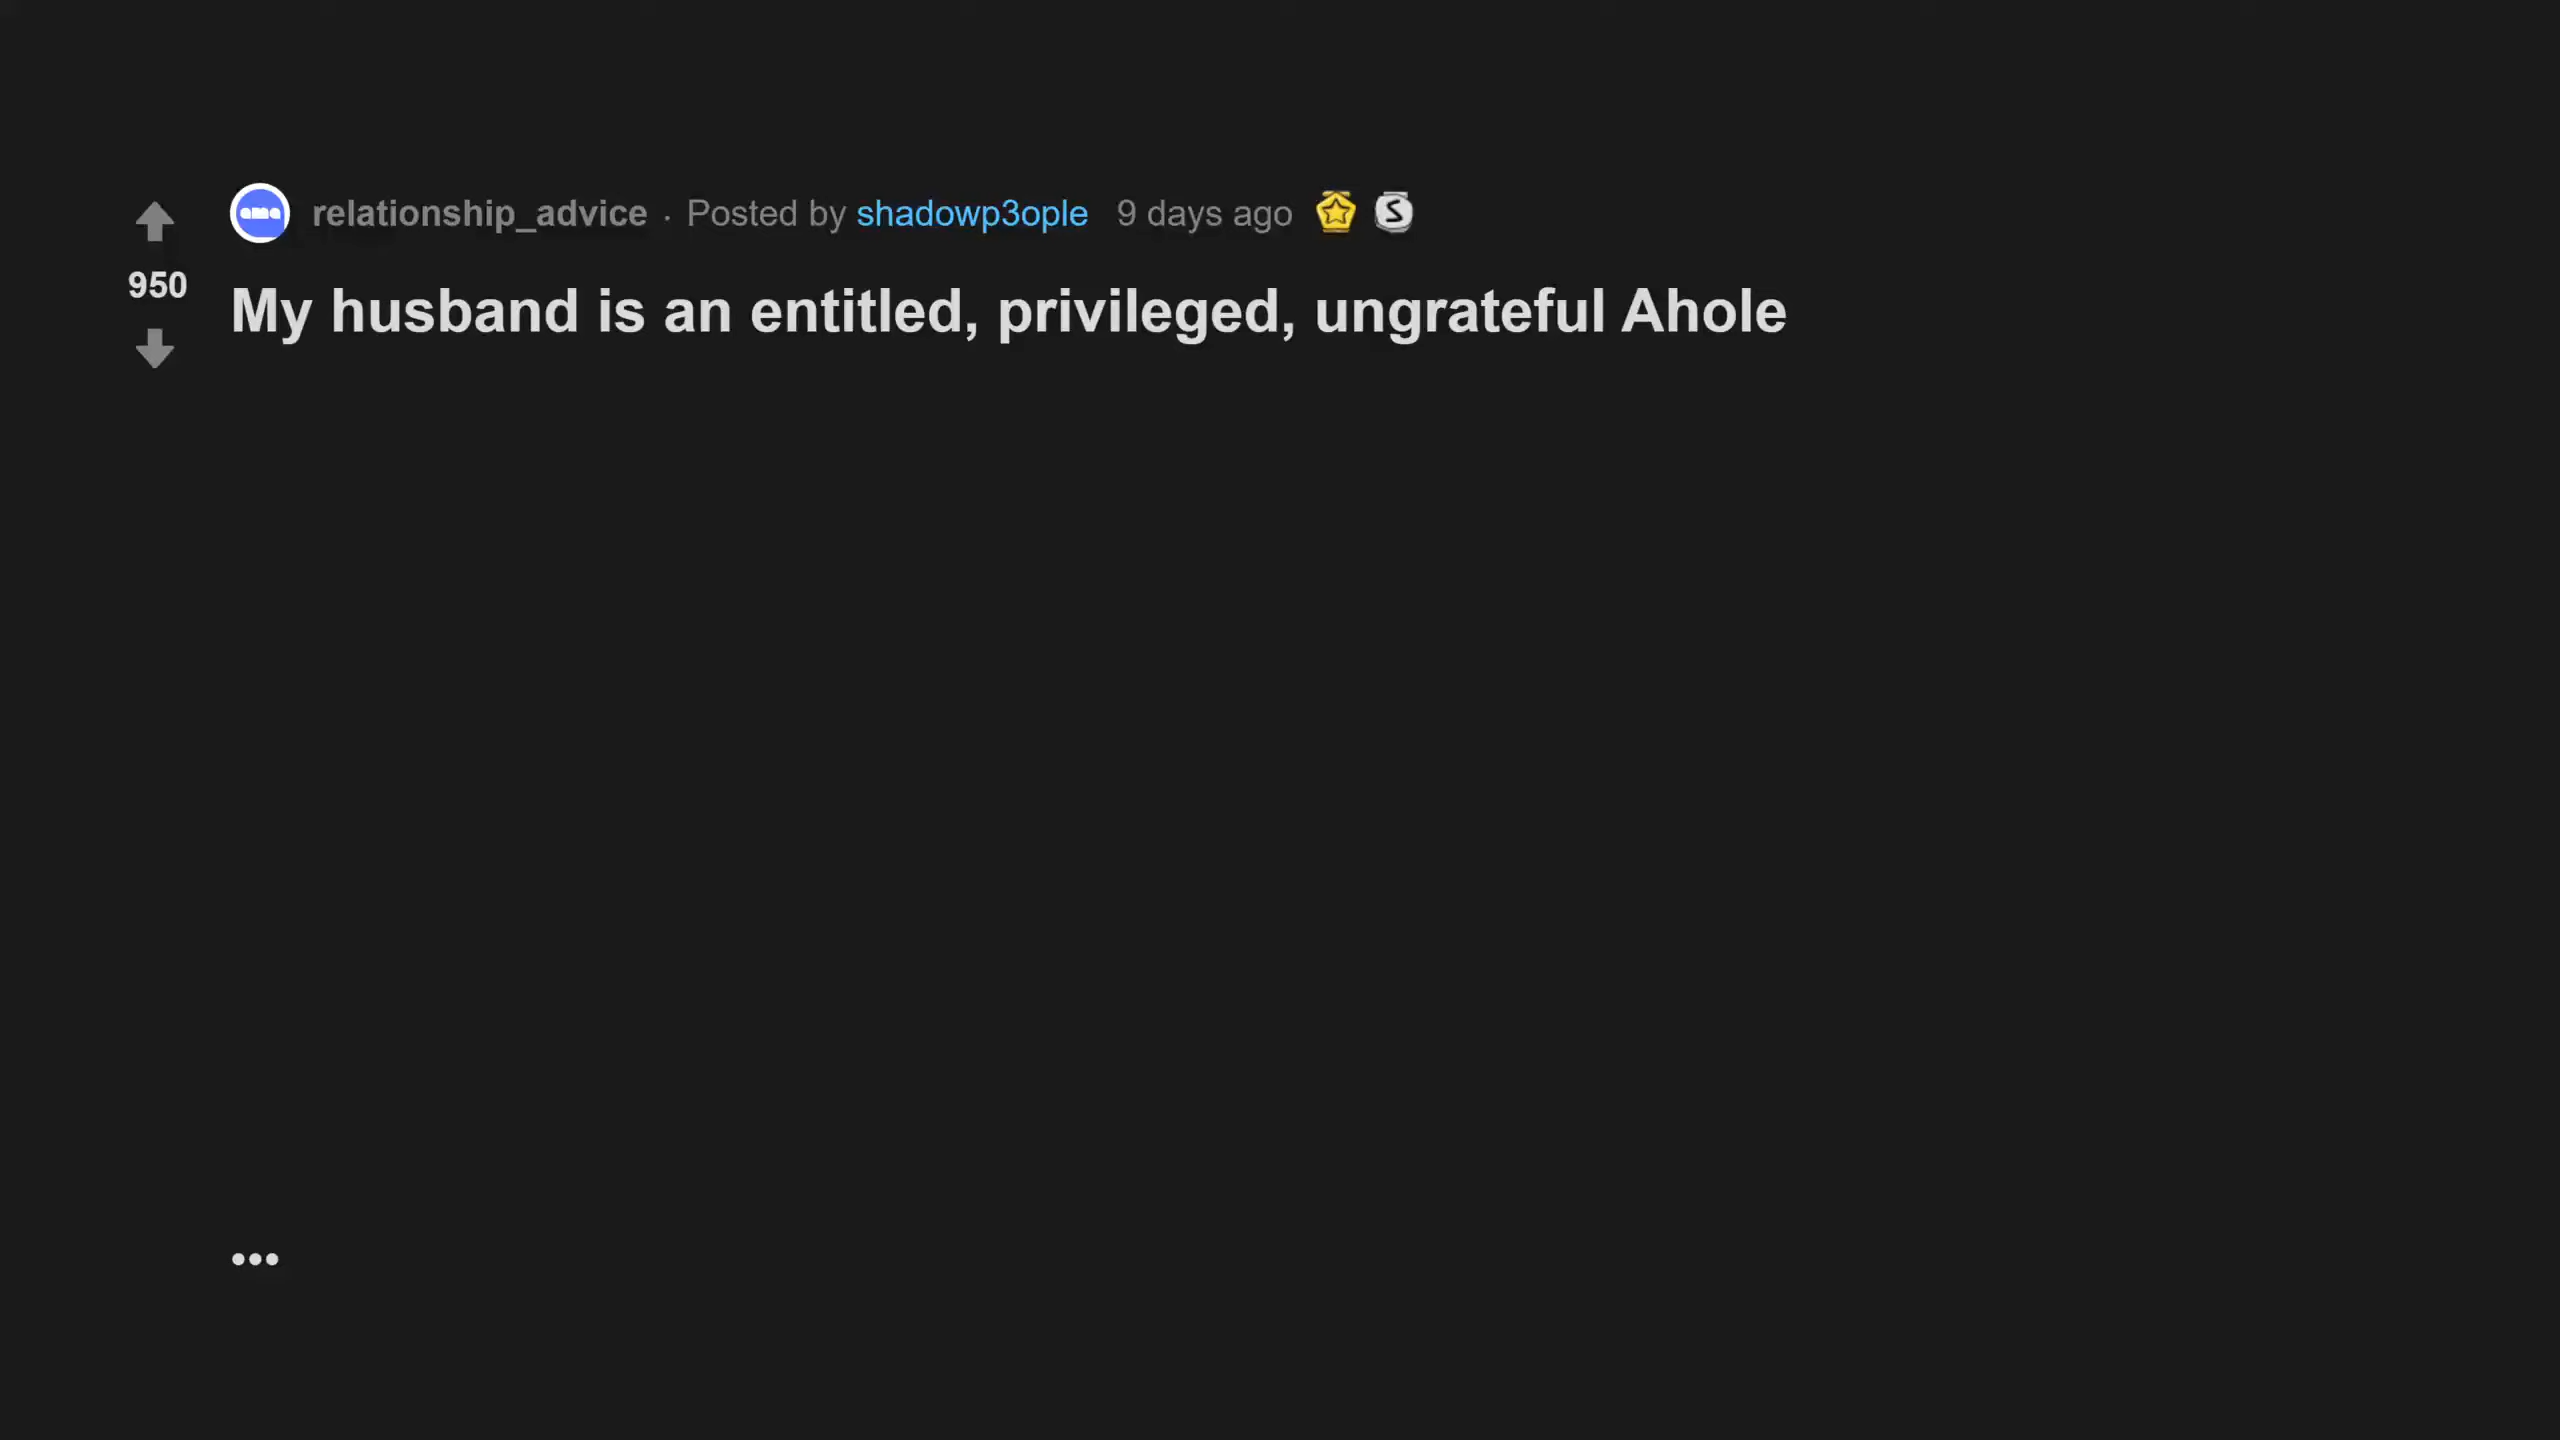 relationship_advice · Posted by shadowp3ople 9 days ago
950
My husband is an entitled, privileged, ungrateful Ahole
...